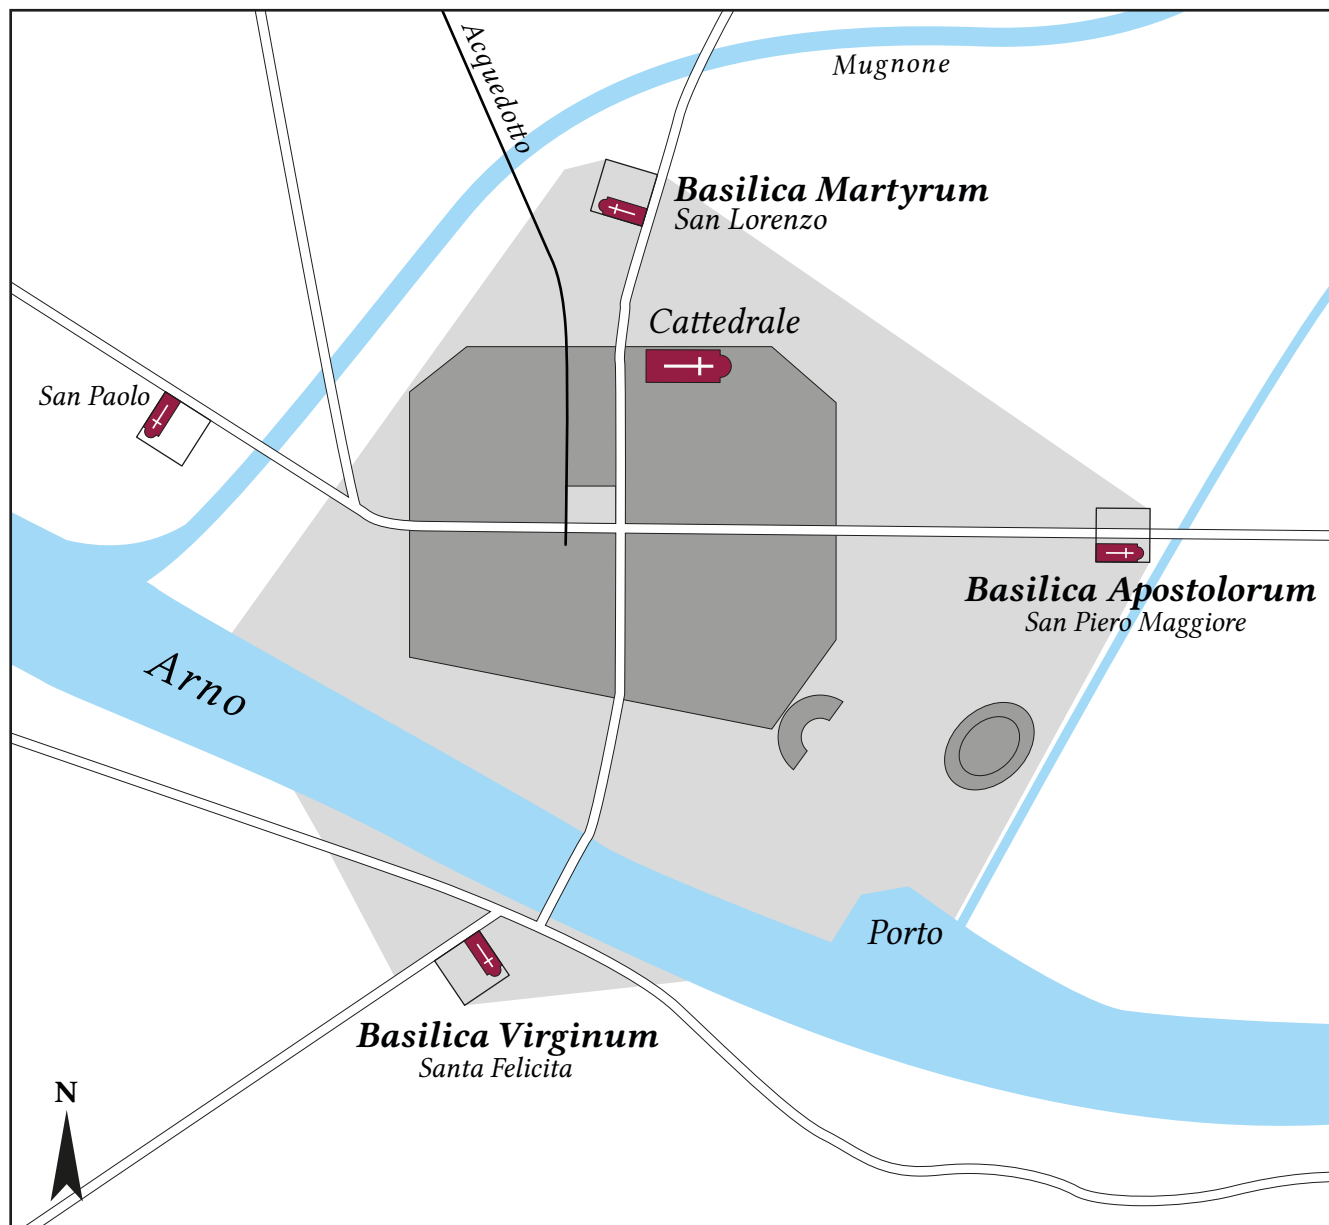 Acquedotto
Mugnone
Basilica Martyrum
San Lorenzo
Cattedrale
San Paolo
Basilica Apostolorum
San Piero Maggiore
Arno
Porto
Basilica Virginum
Santa Felicita
N